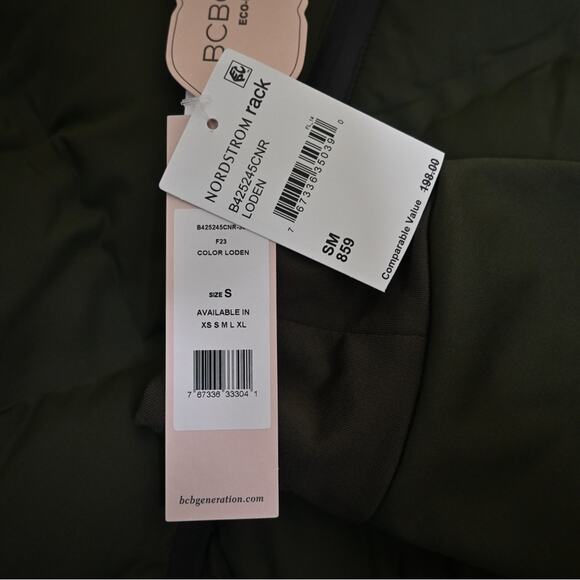 BCBG
ECO-
NORDSTROM rack
B425245CNR
LODEN
7 67336 35039 0
SM
859
Comparable Value 198.00
F23
COLOR LODEN
SIZE S
AVAILABLE IN
XS S M L XL
7 67336 33304 1
bcbgeneration.com